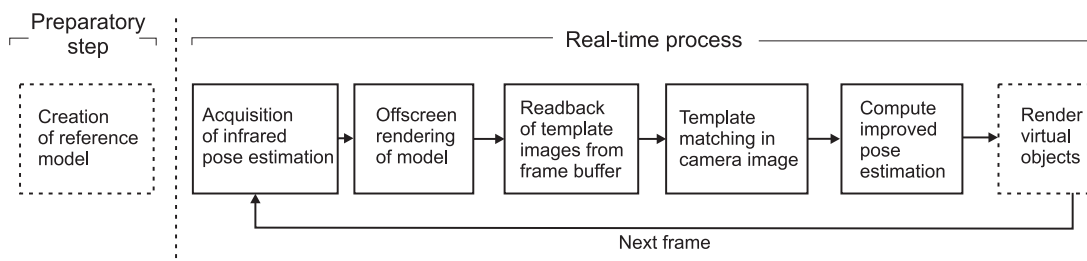 Preparatory
step
Real-time process
Creation
of reference
model
Acquisition
of infrared
pose estimation
Offscreen
rendering
of model
Readback
of template
images from
frame buffer
Template
matching in
camera image
Compute
improved
pose
estimation
Render
virtual
objects
Next frame